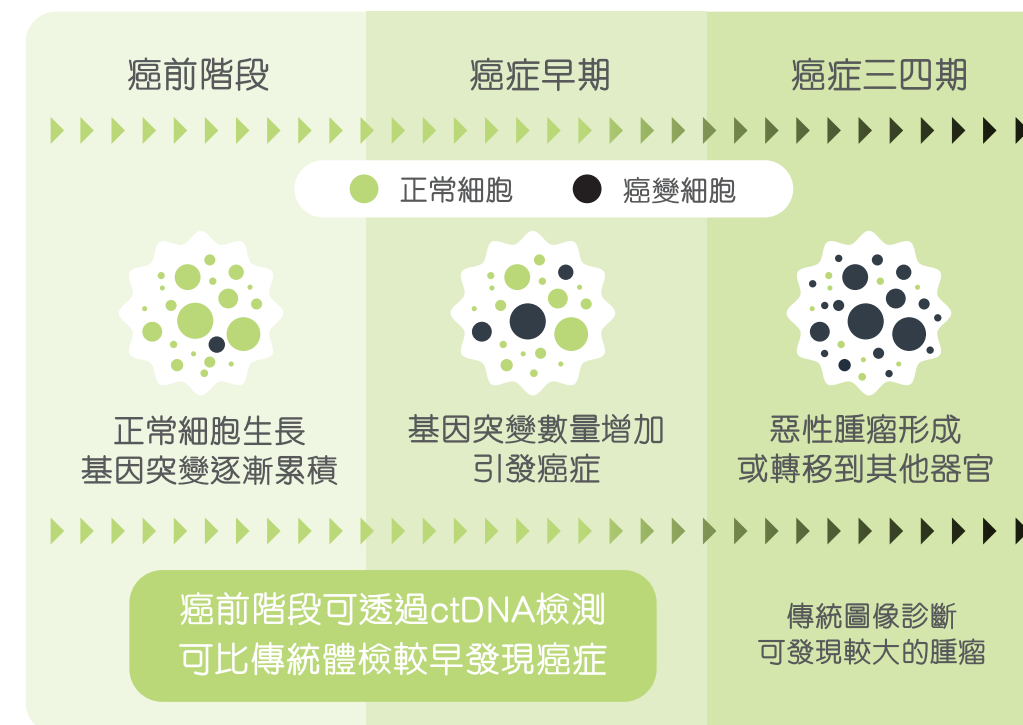 癌前階段
癌症早期
癌症三四期
正常細胞
癌變細胞
正常細胞生長
基因突變逐漸累積
基因突變數量增加
引發癌症
惡性腫瘤形成
或轉移到其他器官
癌前階段可透過ctDNA檢測
可比傳統體檢較早發現癌症
傳統圖像診斷
可發現較大的腫瘤